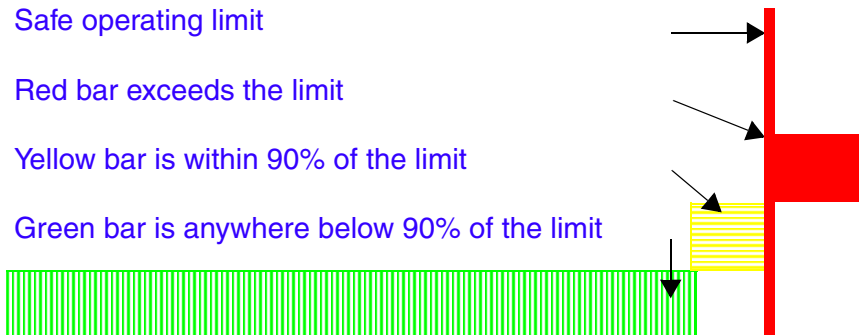 Safe operating limit
Red bar exceeds the limit
Yellow bar is within 90% of the limit
Green bar is anywhere below 90% of the limit